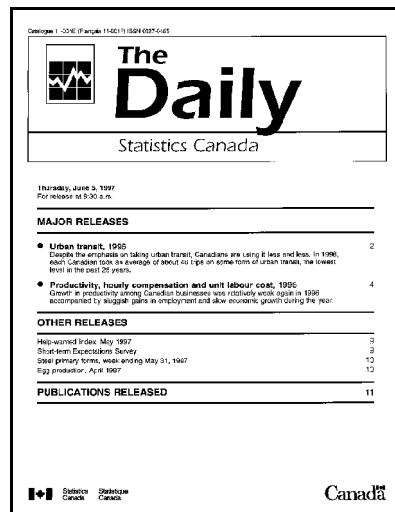 Catalogue 11-001E (Français 11-001F) ISSN 0827-0465
The
Daily
Statistics Canada
Thursday, June 5, 1997
For release at 8:30 a.m.
MAJOR RELEASES
● Urban transit, 1996 2
Despite the emphasis on taking urban transit, Canadians are using it less and less. In 1996,
each Canadian took an average of about 48 trips on some form of urban transit, the lowest
level in the past 25 years.
● Productivity, hourly compensation and unit labour cost, 1996 4
Growth in productivity among Canadian businesses was relatively weak again in 1996
accompanied by sluggish gains in employment and slow economic growth during the year.
OTHER RELEASES
Help-wanted Index, May 1997 9
Short-term Expectations Survey 9
Steel primary forms, week ending May 31, 1997 10
Egg production, April 1997 10
PUBLICATIONS RELEASED 11
Statistics Statistique
Canada Canada
Canada